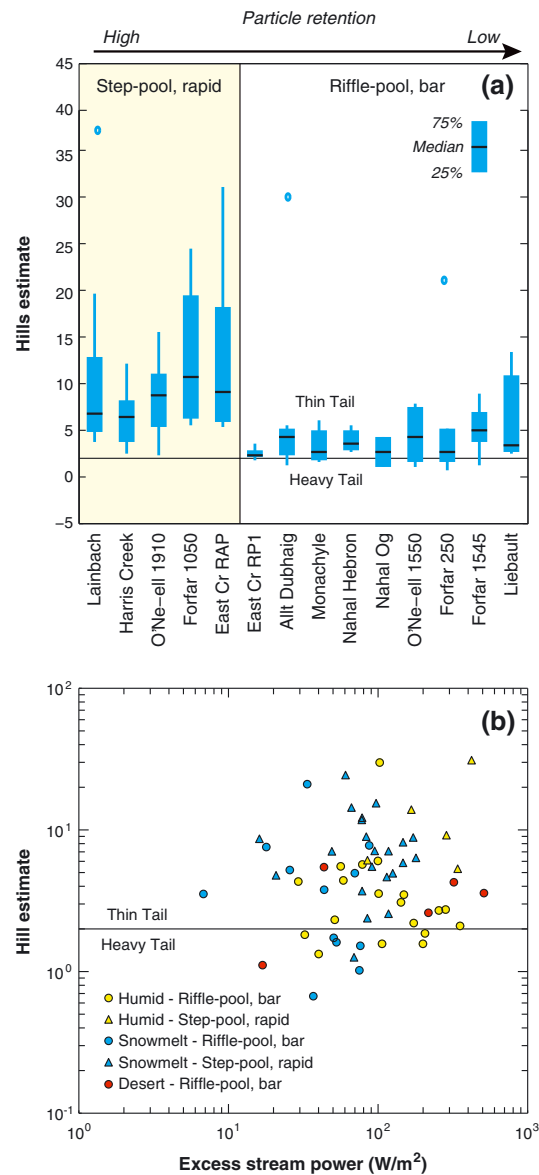 Particle retention
High Low
Step-pool, rapid Riffle-pool, bar (a)
75%
Median
25%
45
40
35
30
25
20
15
10
5
0
−5
Hills estimate
Thin Tail
Heavy Tail
Lainbach
Harris Creek
O'Ne−ell 1910
Forfar 1050
East Cr RAP
East Cr RP1
Allt Dubhaig
Monachyle
Nahal Hebron
Nahal Og
O'Ne−ell 1550
Forfar 250
Forfar 1545
Liebault
(b)
10²
10¹
10⁰
10⁻¹
Hill estimate
Thin Tail
Heavy Tail
Humid - Riffle-pool, bar
Humid - Step-pool, rapid
Snowmelt - Riffle-pool, bar
Snowmelt - Step-pool, rapid
Desert - Riffle-pool, bar
10⁰ 10¹ 10² 10³
Excess stream power (W/m²)